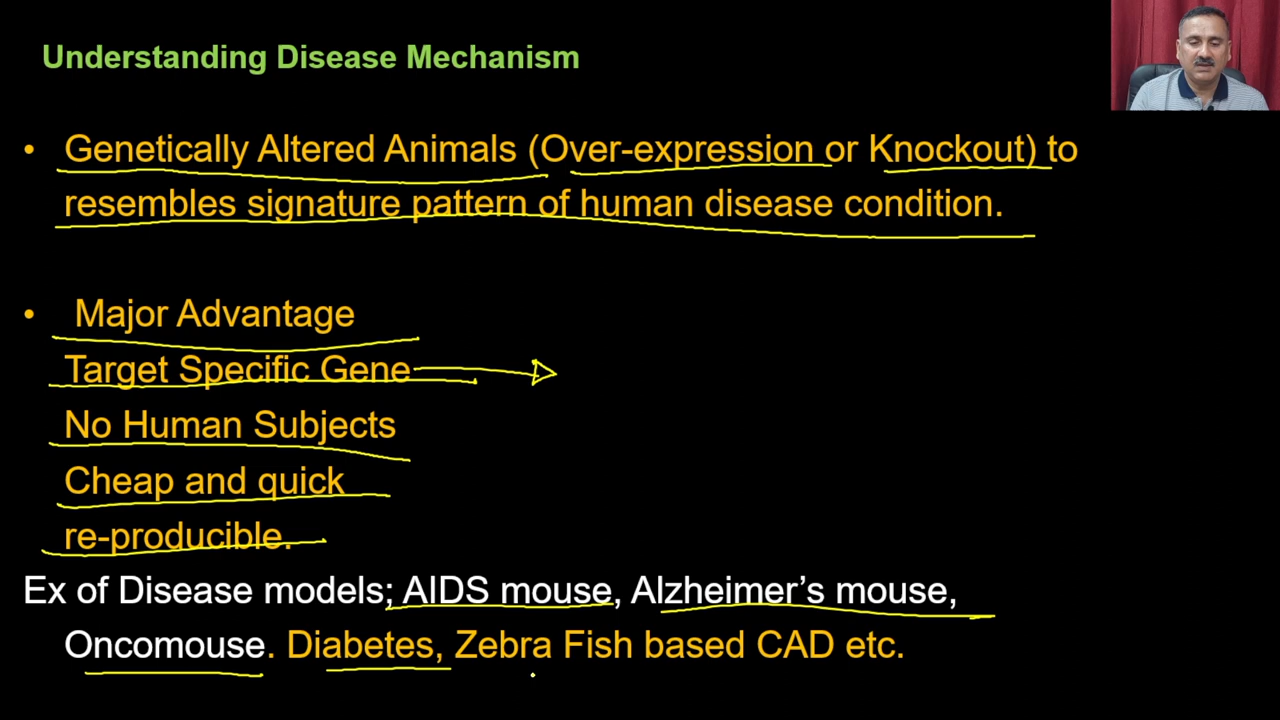 Understanding Disease Mechanism
• Genetically Altered Animals (Over-expression or Knockout) to
resembles signature pattern of human disease condition.
• Major Advantage
Target Specific Gene
No Human Subjects
Cheap and quick
re-producible.
Ex of Disease models; AIDS mouse, Alzheimer’s mouse,
Oncomouse. Diabetes, Zebra Fish based CAD etc.